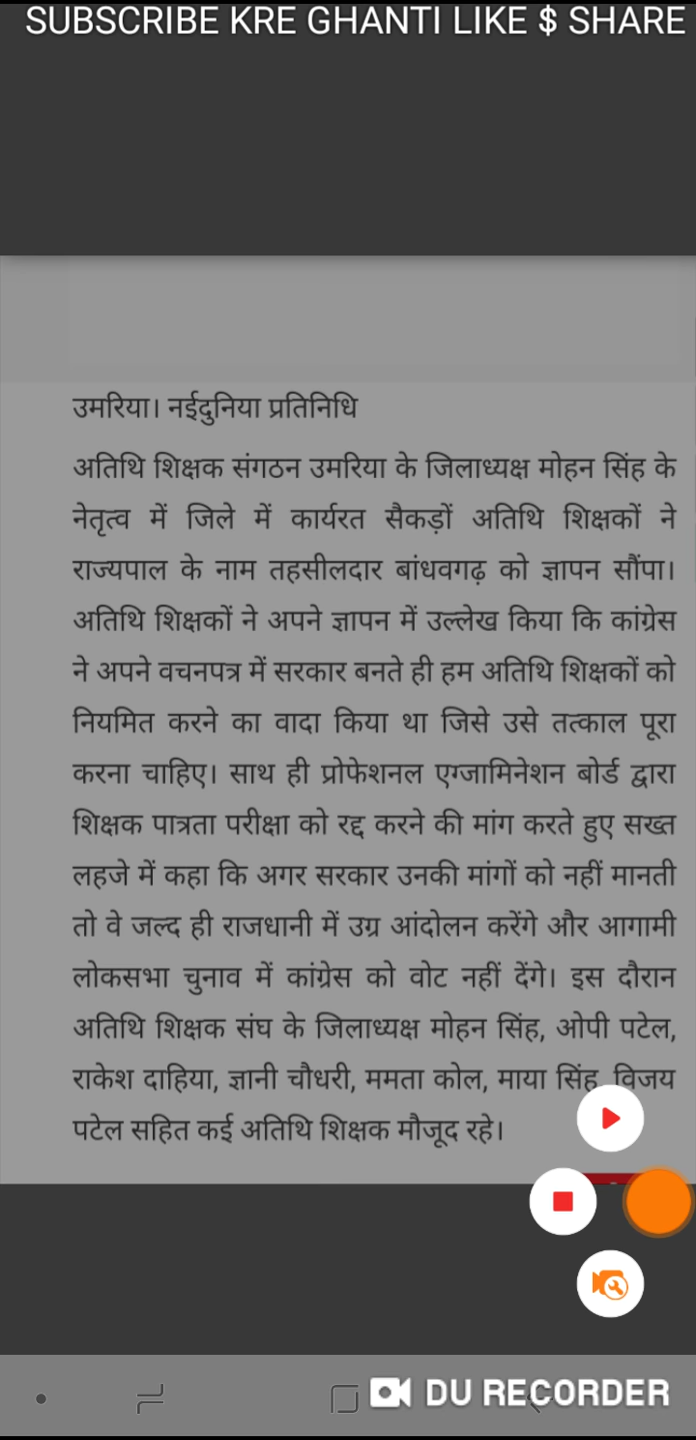 SUBSCRIBE KRE GHANTI LIKE $ SHARE
उमरिया। नईदुनिया प्रतिनिधि
अतिथि शिक्षक संगठन उमरिया के जिलाध्यक्ष मोहन सिंह के
नेतृत्व में जिले में कार्यरत सैकड़ों अतिथि शिक्षकों ने
राज्यपाल के नाम तहसीलदार बांधवगढ़ को ज्ञापन सौंपा।
अतिथि शिक्षकों ने अपने ज्ञापन में उल्लेख किया कि कांग्रेस
ने अपने वचनपत्र में सरकार बनते ही हम अतिथि शिक्षकों को
नियमित करने का वादा किया था जिसे उसे तत्काल पूरा
करना चाहिए। साथ ही प्रोफेशनल एग्जामिनेशन बोर्ड द्वारा
शिक्षक पात्रता परीक्षा को रद्द करने की मांग करते हुए सख्त
लहजे में कहा कि अगर सरकार उनकी मांगों को नहीं मानती
तो वे जल्द ही राजधानी में उग्र आंदोलन करेंगे और आगामी
लोकसभा चुनाव में कांग्रेस को वोट नहीं देंगे। इस दौरान
अतिथि शिक्षक संघ के जिलाध्यक्ष मोहन सिंह, ओपी पटेल,
राकेश दाहिया, ज्ञानी चौधरी, ममता कोल, माया सिंह, विजय
पटेल सहित कई अतिथि शिक्षक मौजूद रहे।
DU RECORDER